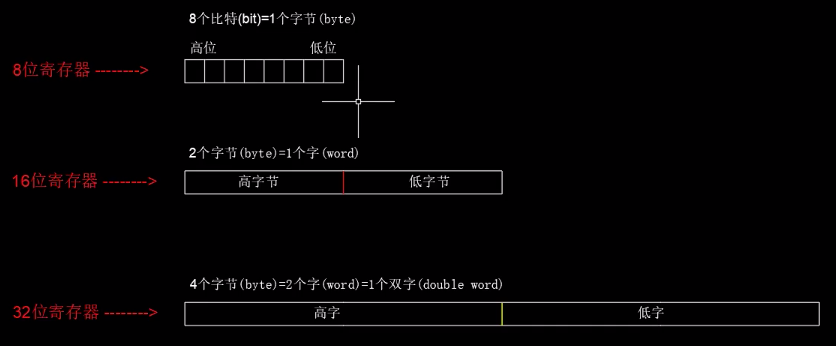 8个比特(bit)=1个字节(byte)
高位 低位
8位寄存器 -------->
2个字节(byte)=1个字(word)
16位寄存器 -------->
高字节 低字节
4个字节(byte)=2个字(word)=1个双字(double word)
32位寄存器 -------->
高字 低字